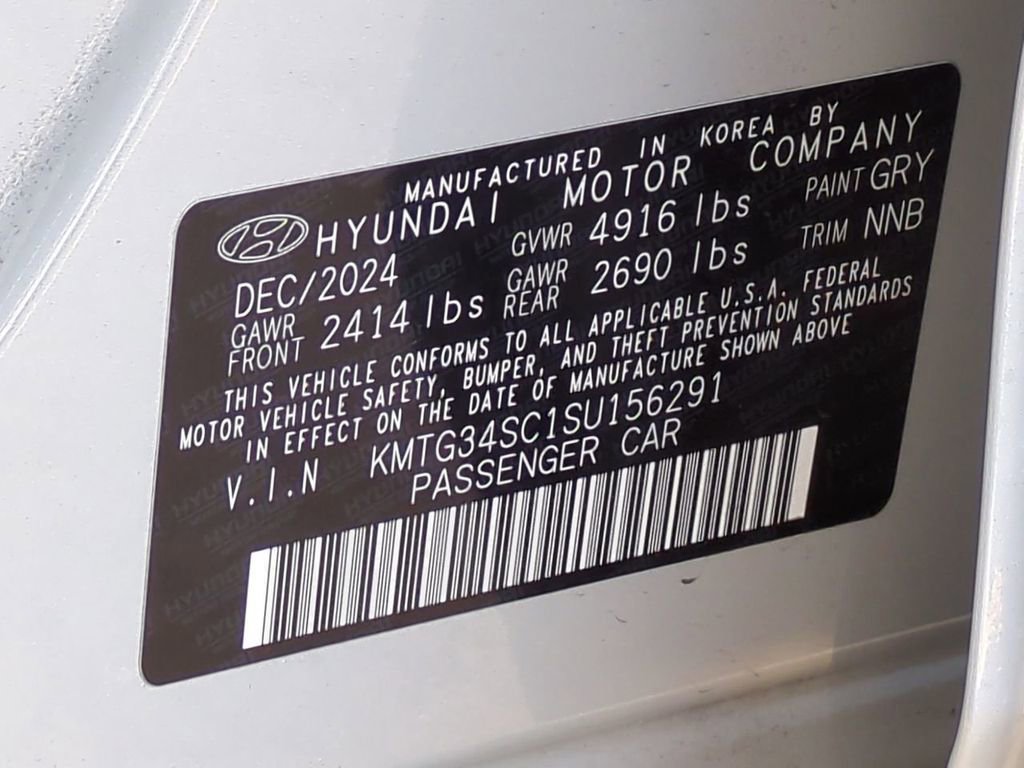 MANUFACTURED IN KOREA BY
HYUNDAI MOTOR COMPANY
DEC/2024 GVWR 4916 lbs PAINT GRY
GAWR FRONT 2414 lbs GAWR REAR 2690 lbs TRIM NNB
THIS VEHICLE CONFORMS TO ALL APPLICABLE U.S.A. FEDERAL
MOTOR VEHICLE SAFETY, BUMPER, AND THEFT PREVENTION STANDARDS
IN EFFECT ON THE DATE OF MANUFACTURE SHOWN ABOVE
V.I.N KMTG34SC1SU156291
PASSENGER CAR